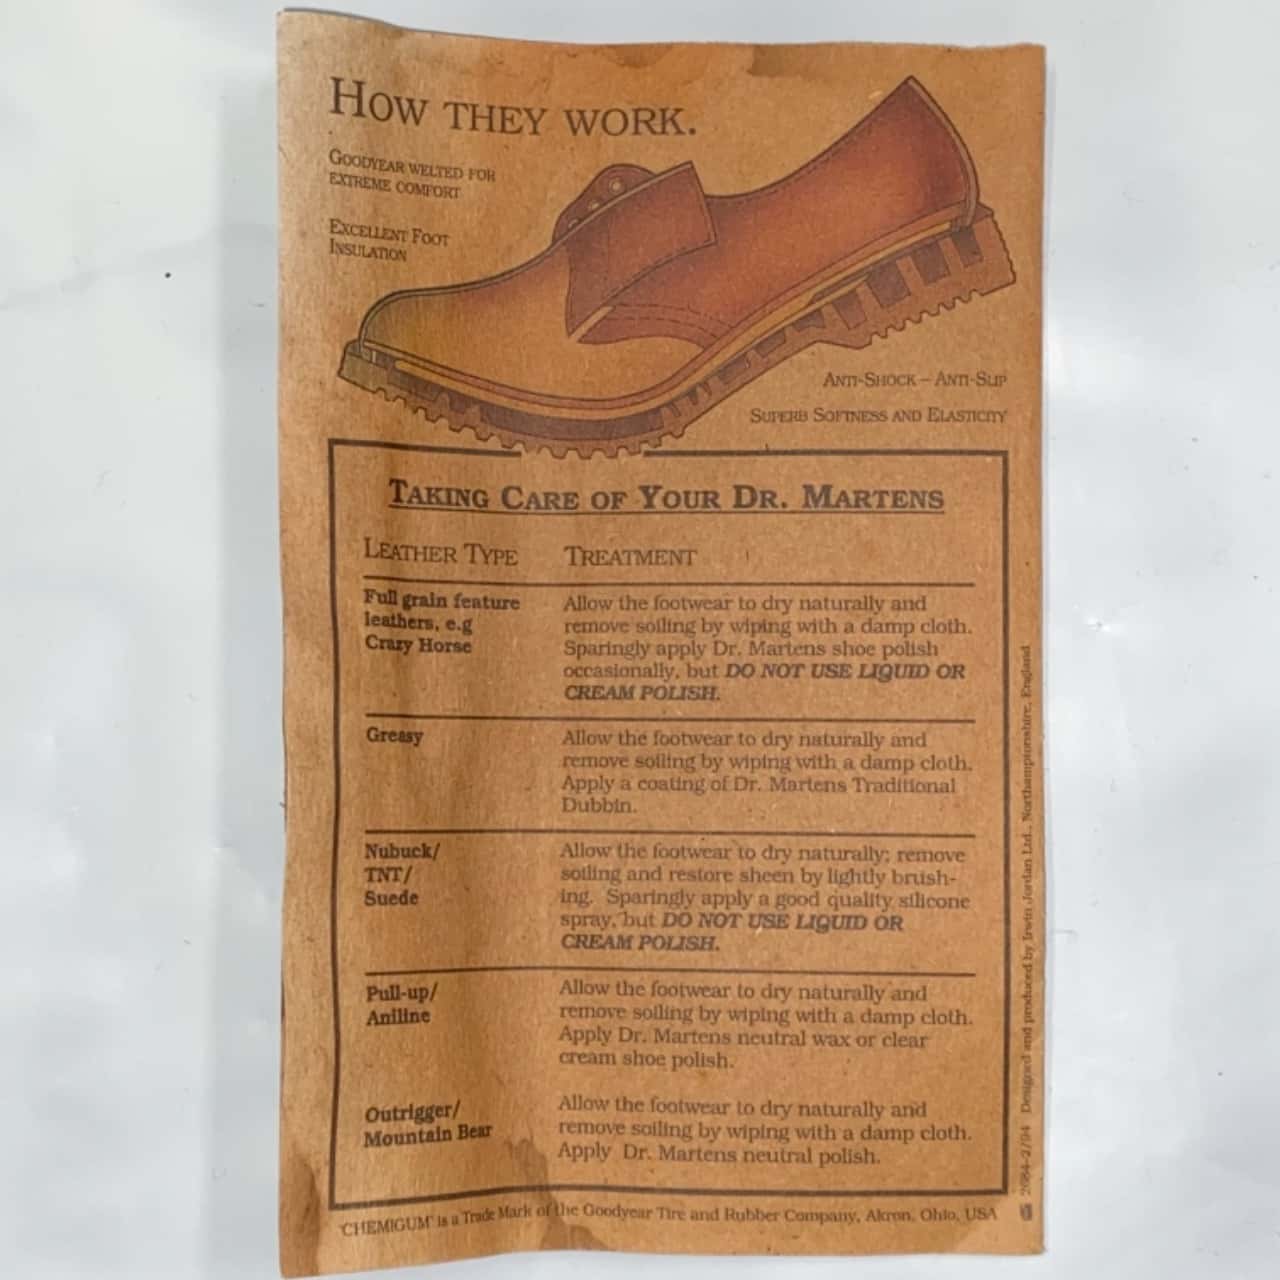 HOW THEY WORK.
GOODYEAR WELTED FOR
EXTREME COMFORT
EXCELLENT FOOT
INSULATION
ANTI-SHOCK – ANTI-SLIP
SUPERB SOFTNESS AND ELASTICITY
TAKING CARE OF YOUR DR. MARTENS
LEATHER TYPE TREATMENT
Full grain feature
leathers, e.g
Crazy Horse
Allow the footwear to dry naturally and
remove soiling by wiping with a damp cloth.
Sparingly apply Dr. Martens shoe polish
occasionally, but DO NOT USE LIQUID OR
CREAM POLISH.
Greasy
Allow the footwear to dry naturally and
remove soiling by wiping with a damp cloth.
Apply a coating of Dr. Martens Traditional
Dubbin.
Nubuck/
TNT/
Suede
Allow the footwear to dry naturally; remove
soiling and restore sheen by lightly brush-
ing. Sparingly apply a good quality silicone
spray, but DO NOT USE LIQUID OR
CREAM POLISH.
Pull-up/
Aniline
Allow the footwear to dry naturally and
remove soiling by wiping with a damp cloth.
Apply Dr. Martens neutral wax or clear
cream shoe polish.
Outrigger/
Mountain Bear
Allow the footwear to dry naturally and
remove soiling by wiping with a damp cloth.
Apply Dr. Martens neutral polish.
'CHEMIGUM' is a Trade Mark of the Goodyear Tire and Rubber Company, Akron, Ohio, USA
2684-2/94 Designed and produced by Irwin Jordan Ltd., Northamptonshire, England